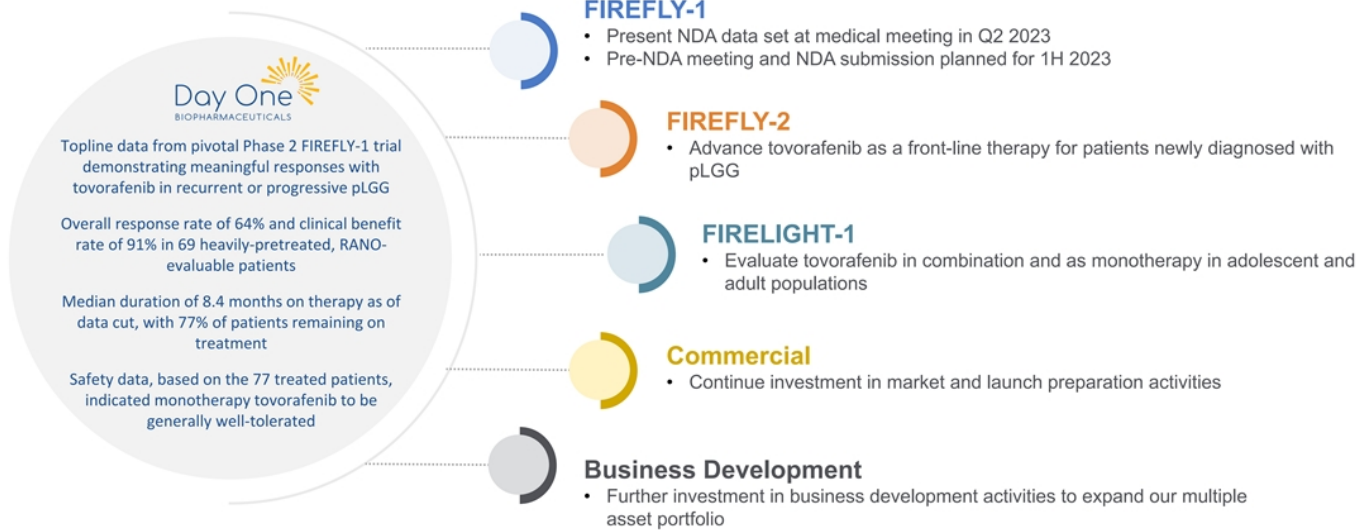 Day One
BIOPHARMACEUTICALS
Topline data from pivotal Phase 2 FIREFLY-1 trial
demonstrating meaningful responses with
tovorafenib in recurrent or progressive pLGG
Overall response rate of 64% and clinical benefit
rate of 91% in 69 heavily-pretreated, RANO-
evaluable patients
Median duration of 8.4 months on therapy as of
data cut, with 77% of patients remaining on
treatment
Safety data, based on the 77 treated patients,
indicated monotherapy tovorafenib to be
generally well-tolerated
FIREFLY-1
• Present NDA data set at medical meeting in Q2 2023
• Pre-NDA meeting and NDA submission planned for 1H 2023
FIREFLY-2
• Advance tovorafenib as a front-line therapy for patients newly diagnosed with
pLGG
FIRELIGHT-1
• Evaluate tovorafenib in combination and as monotherapy in adolescent and
adult populations
Commercial
• Continue investment in market and launch preparation activities
Business Development
• Further investment in business development activities to expand our multiple
asset portfolio